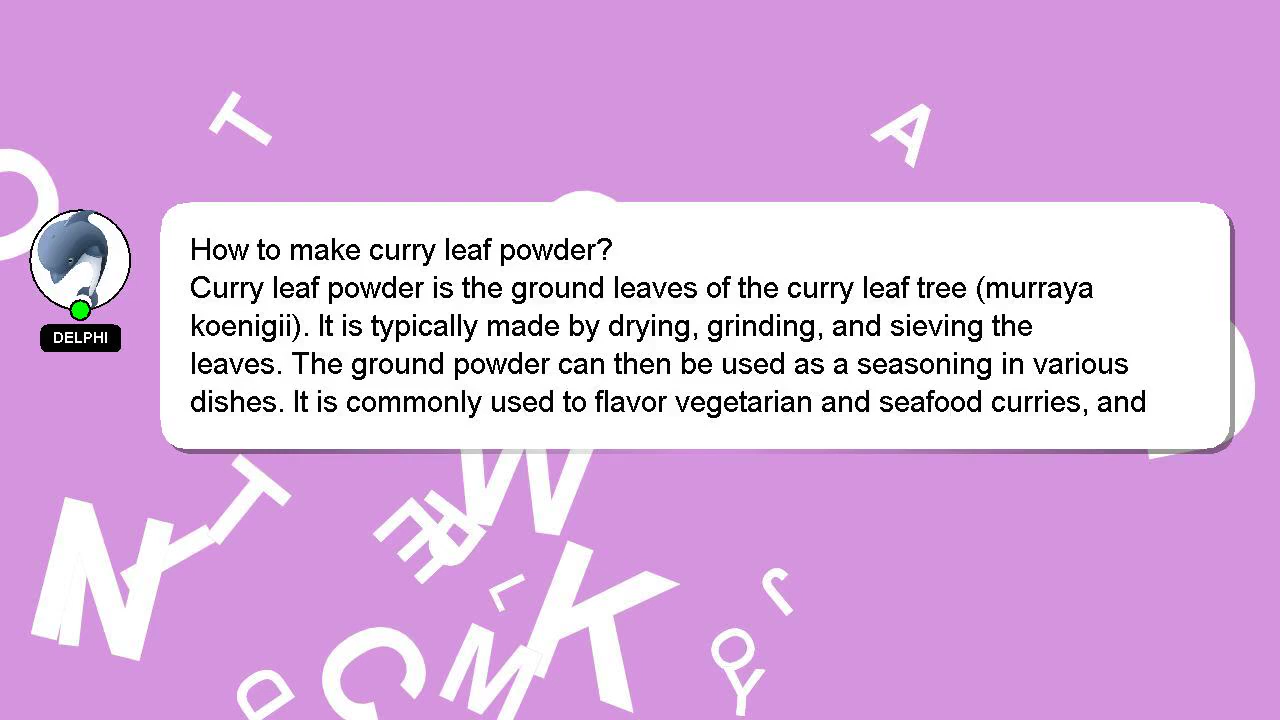 T
A
O
How to make curry leaf powder?
Curry leaf powder is the ground leaves of the curry leaf tree (murraya
koenigii). It is typically made by drying, grinding, and sieving the
leaves. The ground powder can then be used as a seasoning in various
dishes. It is commonly used to flavor vegetarian and seafood curries, and
DELPHI
W
T
N
Y
E
R
L
K
J
M
C
O
Y
D